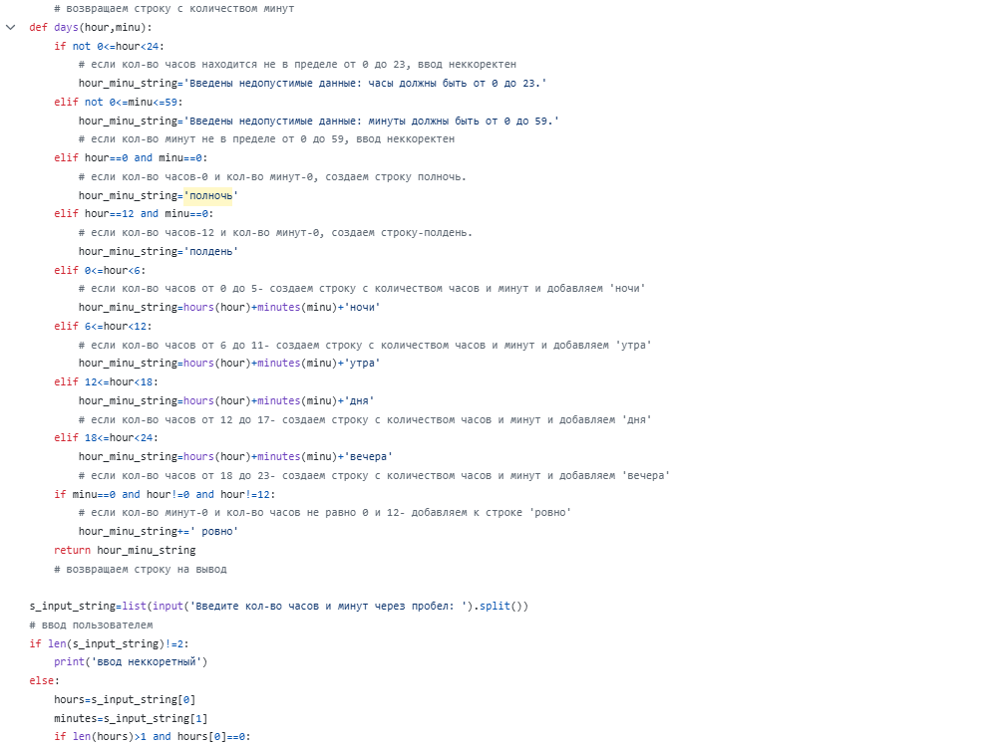 # возвращаем строку с количеством минут
def days(hour,minu):
    if not 0<=hour<24:
        # если кол-во часов находится не в пределе от 0 до 23, ввод неккоректен
        hour_minu_string='Введены недопустимые данные: часы должны быть от 0 до 23.'
    elif not 0<=minu<=59:
        hour_minu_string='Введены недопустимые данные: минуты должны быть от 0 до 59.'
        # если кол-во минут не в пределе от 0 до 59, ввод неккоректен
    elif hour==0 and minu==0:
        # если кол-во часов-0 и кол-во минут-0, создаем строку полночь.
        hour_minu_string='полночь'
    elif hour==12 and minu==0:
        # если кол-во часов-12 и кол-во минут-0, создаем строку-полдень.
        hour_minu_string='полдень'
    elif 0<=hour<6:
        # если кол-во часов от 0 до 5- создаем строку с количеством часов и минут и добавляем 'ночи'
        hour_minu_string=hours(hour)+minutes(minu)+'ночи'
    elif 6<=hour<12:
        # если кол-во часов от 6 до 11- создаем строку с количеством часов и минут и добавляем 'утра'
        hour_minu_string=hours(hour)+minutes(minu)+'утра'
    elif 12<=hour<18:
        hour_minu_string=hours(hour)+minutes(minu)+'дня'
        # если кол-во часов от 12 до 17- создаем строку с количеством часов и минут и добавляем 'дня'
    elif 18<=hour<24:
        hour_minu_string=hours(hour)+minutes(minu)+'вечера'
        # если кол-во часов от 18 до 23- создаем строку с количеством часов и минут и добавляем 'вечера'
    if minu==0 and hour!=0 and hour!=12:
        # если кол-во минут-0 и кол-во часов не равно 0 и 12- добавляем к строке 'ровно'
        hour_minu_string+=' ровно'
    return hour_minu_string
    # возвращаем строку на вывод
s_input_string=list(input('Введите кол-во часов и минут через пробел: ').split())
# ввод пользователем
if len(s_input_string)!=2:
    print('ввод неккоретный')
else:
    hours=s_input_string[0]
    minutes=s_input_string[1]
    if len(hours)>1 and hours[0]==0: